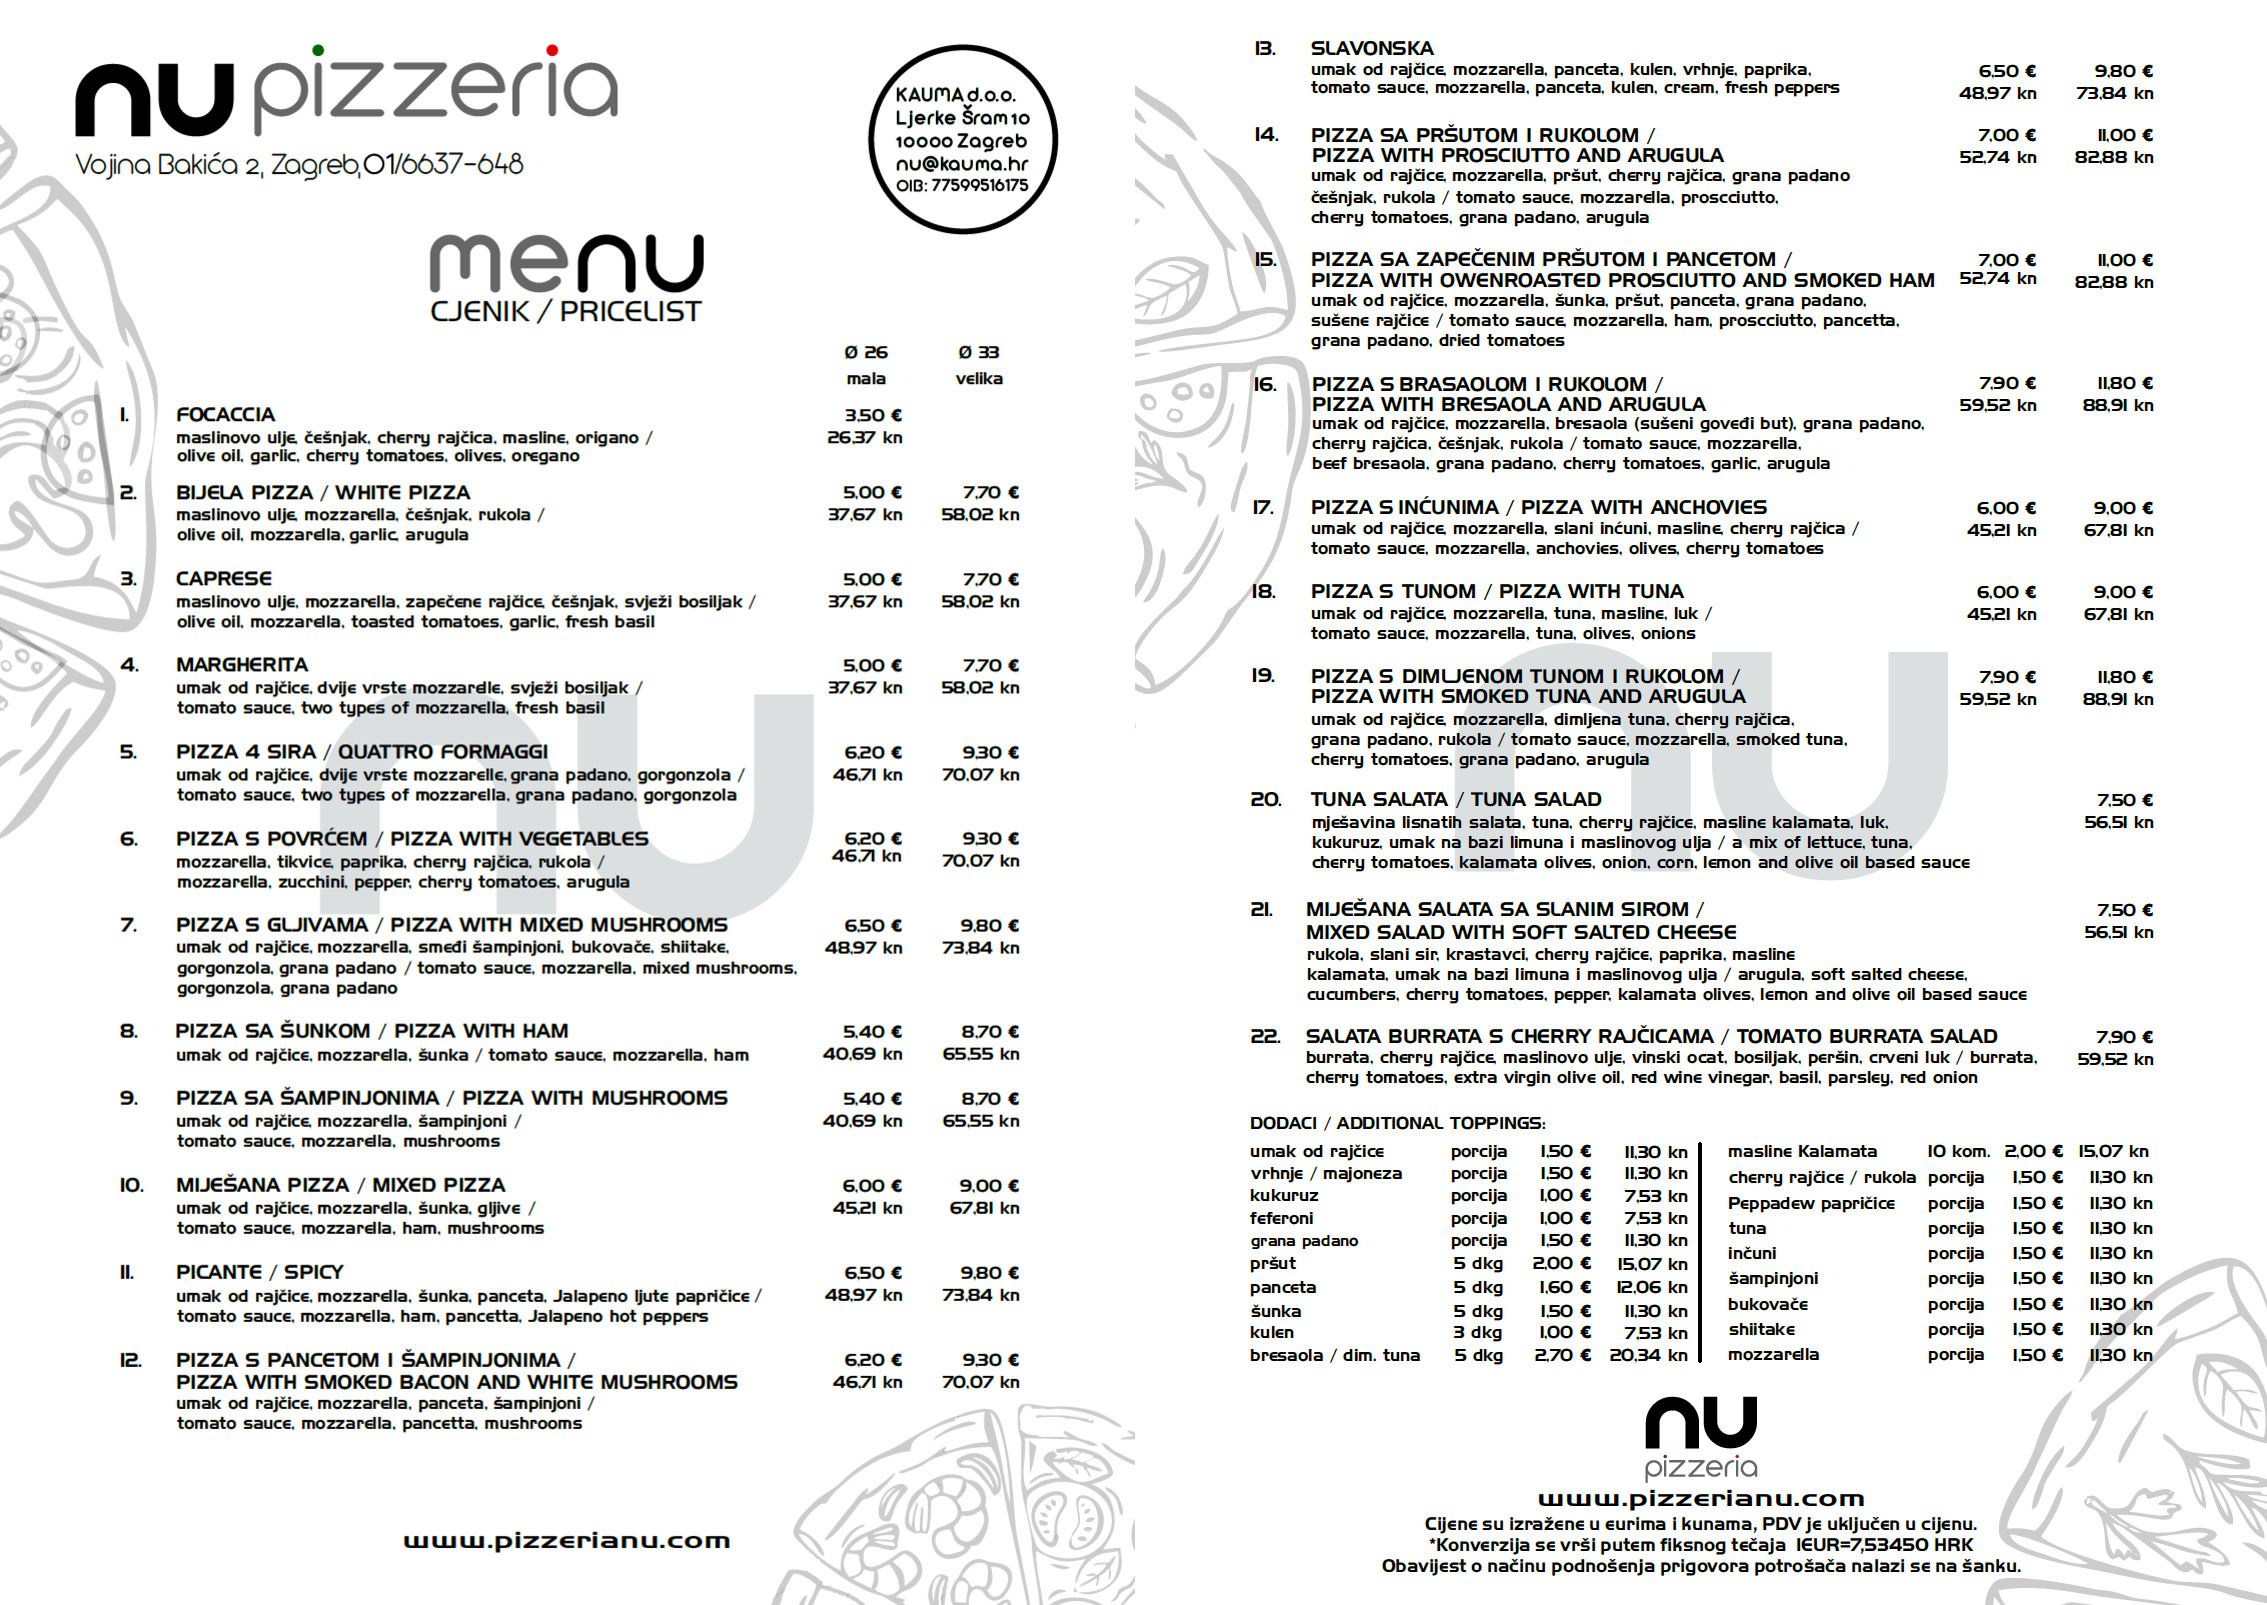 nu pizzeria
Vojina Bakića 2, Zagreb,01/6637-648
KAUMA d.o.o.
Ljerke Šram 10
10000 Zagreb
nu@kauma.hr
OIB: 77599516175
menu
CJENIK / PRICELIST
Ø 26 Ø 33
mala velika
1. FOCACCIA 3,50 €
maslinovo ulje, češnjak, cherry rajčica, masline, origano / 26,37 kn
olive oil, garlic, cherry tomatoes, olives, oregano
2. BIJELA PIZZA / WHITE PIZZA 5,00 € 7,70 €
maslinovo ulje, mozzarella, češnjak, rukola / 37,67 kn 58,02 kn
olive oil, mozzarella, garlic, arugula
3. CAPRESE 5,00 € 7,70 €
maslinovo ulje, mozzarella, zapečene rajčice, češnjak, svježi bosiljak / 37,67 kn 58,02 kn
olive oil, mozzarella, toasted tomatoes, garlic, fresh basil
4. MARGHERITA 5,00 € 7,70 €
umak od rajčice, dvije vrste mozzarelle, svježi bosiljak / 37,67 kn 58,02 kn
tomato sauce, two types of mozzarella, fresh basil
5. PIZZA 4 SIRA / QUATTRO FORMAGGI 6,20 € 9,30 €
umak od rajčice, dvije vrste mozzarelle, grana padano, gorgonzola / 46,71 kn 70,07 kn
tomato sauce, two types of mozzarella, grana padano, gorgonzola
6. PIZZA S POVRĆEM / PIZZA WITH VEGETABLES 6,20 € 9,30 €
mozzarella, tikvice, paprika, cherry rajčica, rukola / 46,71 kn 70,07 kn
mozzarella, zucchini, pepper, cherry tomatoes, arugula
7. PIZZA S GLJIVAMA / PIZZA WITH MIXED MUSHROOMS 6,50 € 9,80 €
umak od rajčice, mozzarella, smeđi šampinjoni, bukovače, shiitake, 48,97 kn 73,84 kn
gorgonzola, grana padano / tomato sauce, mozzarella, mixed mushrooms,
gorgonzola, grana padano
8. PIZZA SA ŠUNKOM / PIZZA WITH HAM 5,40 € 8,70 €
umak od rajčice, mozzarella, šunka / tomato sauce, mozzarella, ham 40,69 kn 65,55 kn
9. PIZZA SA ŠAMPINJONIMA / PIZZA WITH MUSHROOMS 5,40 € 8,70 €
umak od rajčice, mozzarella, šampinjoni / 40,69 kn 65,55 kn
tomato sauce, mozzarella, mushrooms
10. MIJEŠANA PIZZA / MIXED PIZZA 6,00 € 9,00 €
umak od rajčice, mozzarella, šunka, gljive / 45,21 kn 67,81 kn
tomato sauce, mozzarella, ham, mushrooms
11. PICANTE / SPICY 6,50 € 9,80 €
umak od rajčice, mozzarella, šunka, panceta, Jalapeno ljute papričice / 48,97 kn 73,84 kn
tomato sauce, mozzarella, ham, pancetta, Jalapeno hot peppers
12. PIZZA S PANCETOM I ŠAMPINJONIMA / 6,20 € 9,30 €
PIZZA WITH SMOKED BACON AND WHITE MUSHROOMS 46,71 kn 70,07 kn
umak od rajčice, mozzarella, panceta, šampinjoni /
tomato sauce, mozzarella, pancetta, mushrooms
www.pizzerianu.com
nu
13. SLAVONSKA
umak od rajčice, mozzarella, panceta, kulen, vrhnje, paprika, 6,50 € 9,80 €
tomato sauce, mozzarella, panceta, kulen, cream, fresh peppers 48,97 kn 73,84 kn
14. PIZZA SA PRŠUTOM I RUKOLOM / 7,00 € 11,00 €
PIZZA WITH PROSCIUTTO AND ARUGULA 52,74 kn 82,88 kn
umak od rajčice, mozzarella, pršut, cherry rajčica, grana padano
češnjak, rukola / tomato sauce, mozzarella, proscciutto,
cherry tomatoes, grana padano, arugula
15. PIZZA SA ZAPEČENIM PRŠUTOM I PANCETOM / 7,00 € 11,00 €
PIZZA WITH OWENROASTED PROSCIUTTO AND SMOKED HAM 52,74 kn 82,88 kn
umak od rajčice, mozzarella, šunka, pršut, panceta, grana padano,
sušene rajčice / tomato sauce, mozzarella, ham, proscciutto, pancetta,
grana padano, dried tomatoes
16. PIZZA S BRASAOLOM I RUKOLOM / 7,90 € 11,80 €
PIZZA WITH BRESAOLA AND ARUGULA 59,52 kn 88,91 kn
umak od rajčice, mozzarella, bresaola (sušeni goveđi but), grana padano,
cherry rajčica, češnjak, rukola / tomato sauce, mozzarella,
beef bresaola, grana padano, cherry tomatoes, garlic, arugula
17. PIZZA S INĆUNIMA / PIZZA WITH ANCHOVIES 6,00 € 9,00 €
umak od rajčice, mozzarella, slani inćuni, masline, cherry rajčica / 45,21 kn 67,81 kn
tomato sauce, mozzarella, anchovies, olives, cherry tomatoes
18. PIZZA S TUNOM / PIZZA WITH TUNA 6,00 € 9,00 €
umak od rajčice, mozzarella, tuna, masline, luk / 45,21 kn 67,81 kn
tomato sauce, mozzarella, tuna, olives, onions
19. PIZZA S DIMLJENOM TUNOM I RUKOLOM / 7,90 € 11,80 €
PIZZA WITH SMOKED TUNA AND ARUGULA 59,52 kn 88,91 kn
umak od rajčice, mozzarella, dimljena tuna, cherry rajčica,
grana padano, rukola / tomato sauce, mozzarella, smoked tuna,
cherry tomatoes, grana padano, arugula
20. TUNA SALATA / TUNA SALAD 7,50 €
mješavina lisnatih salata, tuna, cherry rajčice, masline kalamata, luk, 56,51 kn
kukuruz, umak na bazi limuna i maslinovog ulja / a mix of lettuce, tuna,
cherry tomatoes, kalamata olives, onion, corn, lemon and olive oil based sauce
21. MIJEŠANA SALATA SA SLANIM SIROM / 7,50 €
MIXED SALAD WITH SOFT SALTED CHEESE 56,51 kn
rukola, slani sir, krastavci, cherry rajčice, paprika, masline
kalamata, umak na bazi limuna i maslinovog ulja / arugula, soft salted cheese,
cucumbers, cherry tomatoes, pepper, kalamata olives, lemon and olive oil based sauce
22. SALATA BURRATA S CHERRY RAJČICAMA / TOMATO BURRATA SALAD 7,90 €
burrata, cherry rajčice, maslinovo ulje, vinski ocat, bosiljak, peršin, crveni luk / burrata, 59,52 kn
cherry tomatoes, extra virgin olive oil, red wine vinegar, basil, parsley, red onion
nu
DODACI / ADDITIONAL TOPPINGS:
umak od rajčice porcija 1,50 € 11,30 kn
vrhnje / majoneza porcija 1,50 € 11,30 kn
kukuruz porcija 1,00 € 7,53 kn
feferoni porcija 1,00 € 7,53 kn
grana padano porcija 1,50 € 11,30 kn
pršut 5 dkg 2,00 € 15,07 kn
panceta 5 dkg 1,60 € 12,06 kn
šunka 5 dkg 1,50 € 11,30 kn
kulen 3 dkg 1,00 € 7,53 kn
bresaola / dim. tuna 5 dkg 2,70 € 20,34 kn
masline Kalamata 10 kom. 2,00 € 15,07 kn
cherry rajčice / rukola porcija 1,50 € 11,30 kn
Peppadew papričice porcija 1,50 € 11,30 kn
tuna porcija 1,50 € 11,30 kn
inčuni porcija 1,50 € 11,30 kn
šampinjoni porcija 1,50 € 11,30 kn
bukovače porcija 1,50 € 11,30 kn
shiitake porcija 1,50 € 11,30 kn
mozzarella porcija 1,50 € 11,30 kn
nu
pizzeria
www.pizzerianu.com
Cijene su izražene u eurima i kunama, PDV je uključen u cijenu.
*Konverzija se vrši putem fiksnog tečaja 1EUR=7,53450 HRK
Obavijest o načinu podnošenja prigovora potrošača nalazi se na šanku.